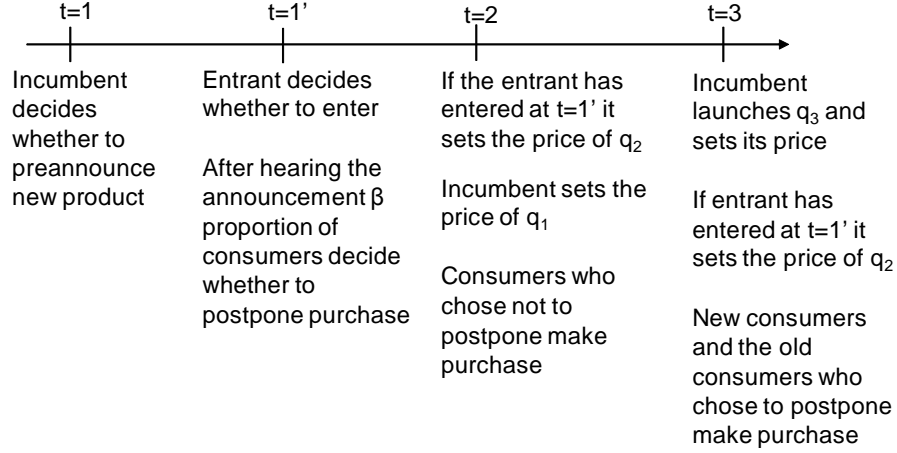 t=1
t=1’
t=2
t=3
Incumbent
decides
whether to
preannounce
new product
Entrant decides
whether to enter
After hearing the
announcement β
proportion of
consumers decide
whether to
postpone purchase
If the entrant has
entered at t=1’ it
sets the price of q₂
Incumbent sets the
price of q₁
Consumers who
chose not to
postpone make
purchase
Incumbent
launches q₃ and
sets its price
If entrant has
entered at t=1’ it
sets the price of q₂
New consumers
and the old
consumers who
chose to postpone
make purchase